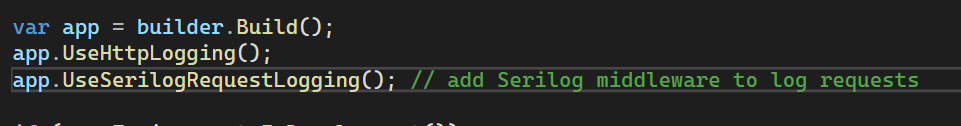 var app = builder.Build();
app.UseHttpLogging();
app.UseSerilogRequestLogging(); // add Serilog middleware to log requests